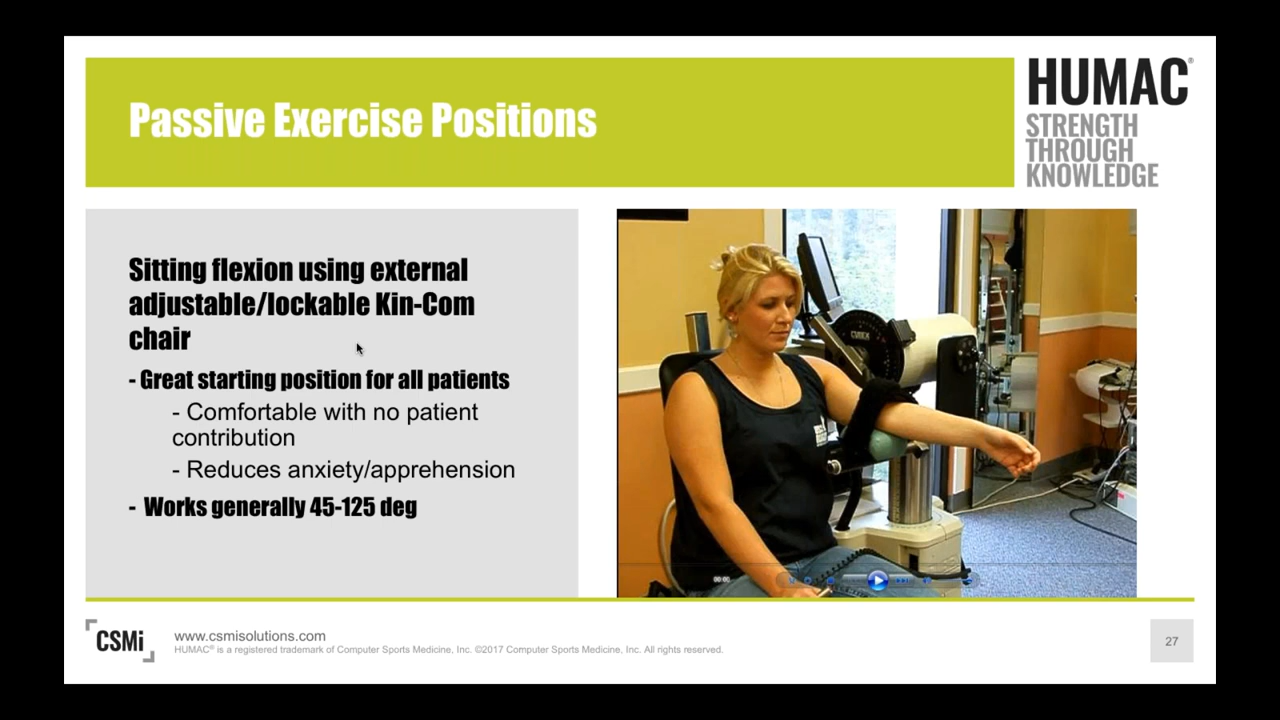 Passive Exercise Positions
HUMAC®
STRENGTH
THROUGH
KNOWLEDGE
Sitting flexion using external
adjustable/lockable Kin-Com
chair
- Great starting position for all patients
- Comfortable with no patient
contribution
- Reduces anxiety/apprehension
- Works generally 45-125 deg
CYBEX
00:01
CSMi
www.csmisolutions.com
HUMAC® is a registered trademark of Computer Sports Medicine, Inc. ©2017 Computer Sports Medicine, Inc. All rights reserved.
27